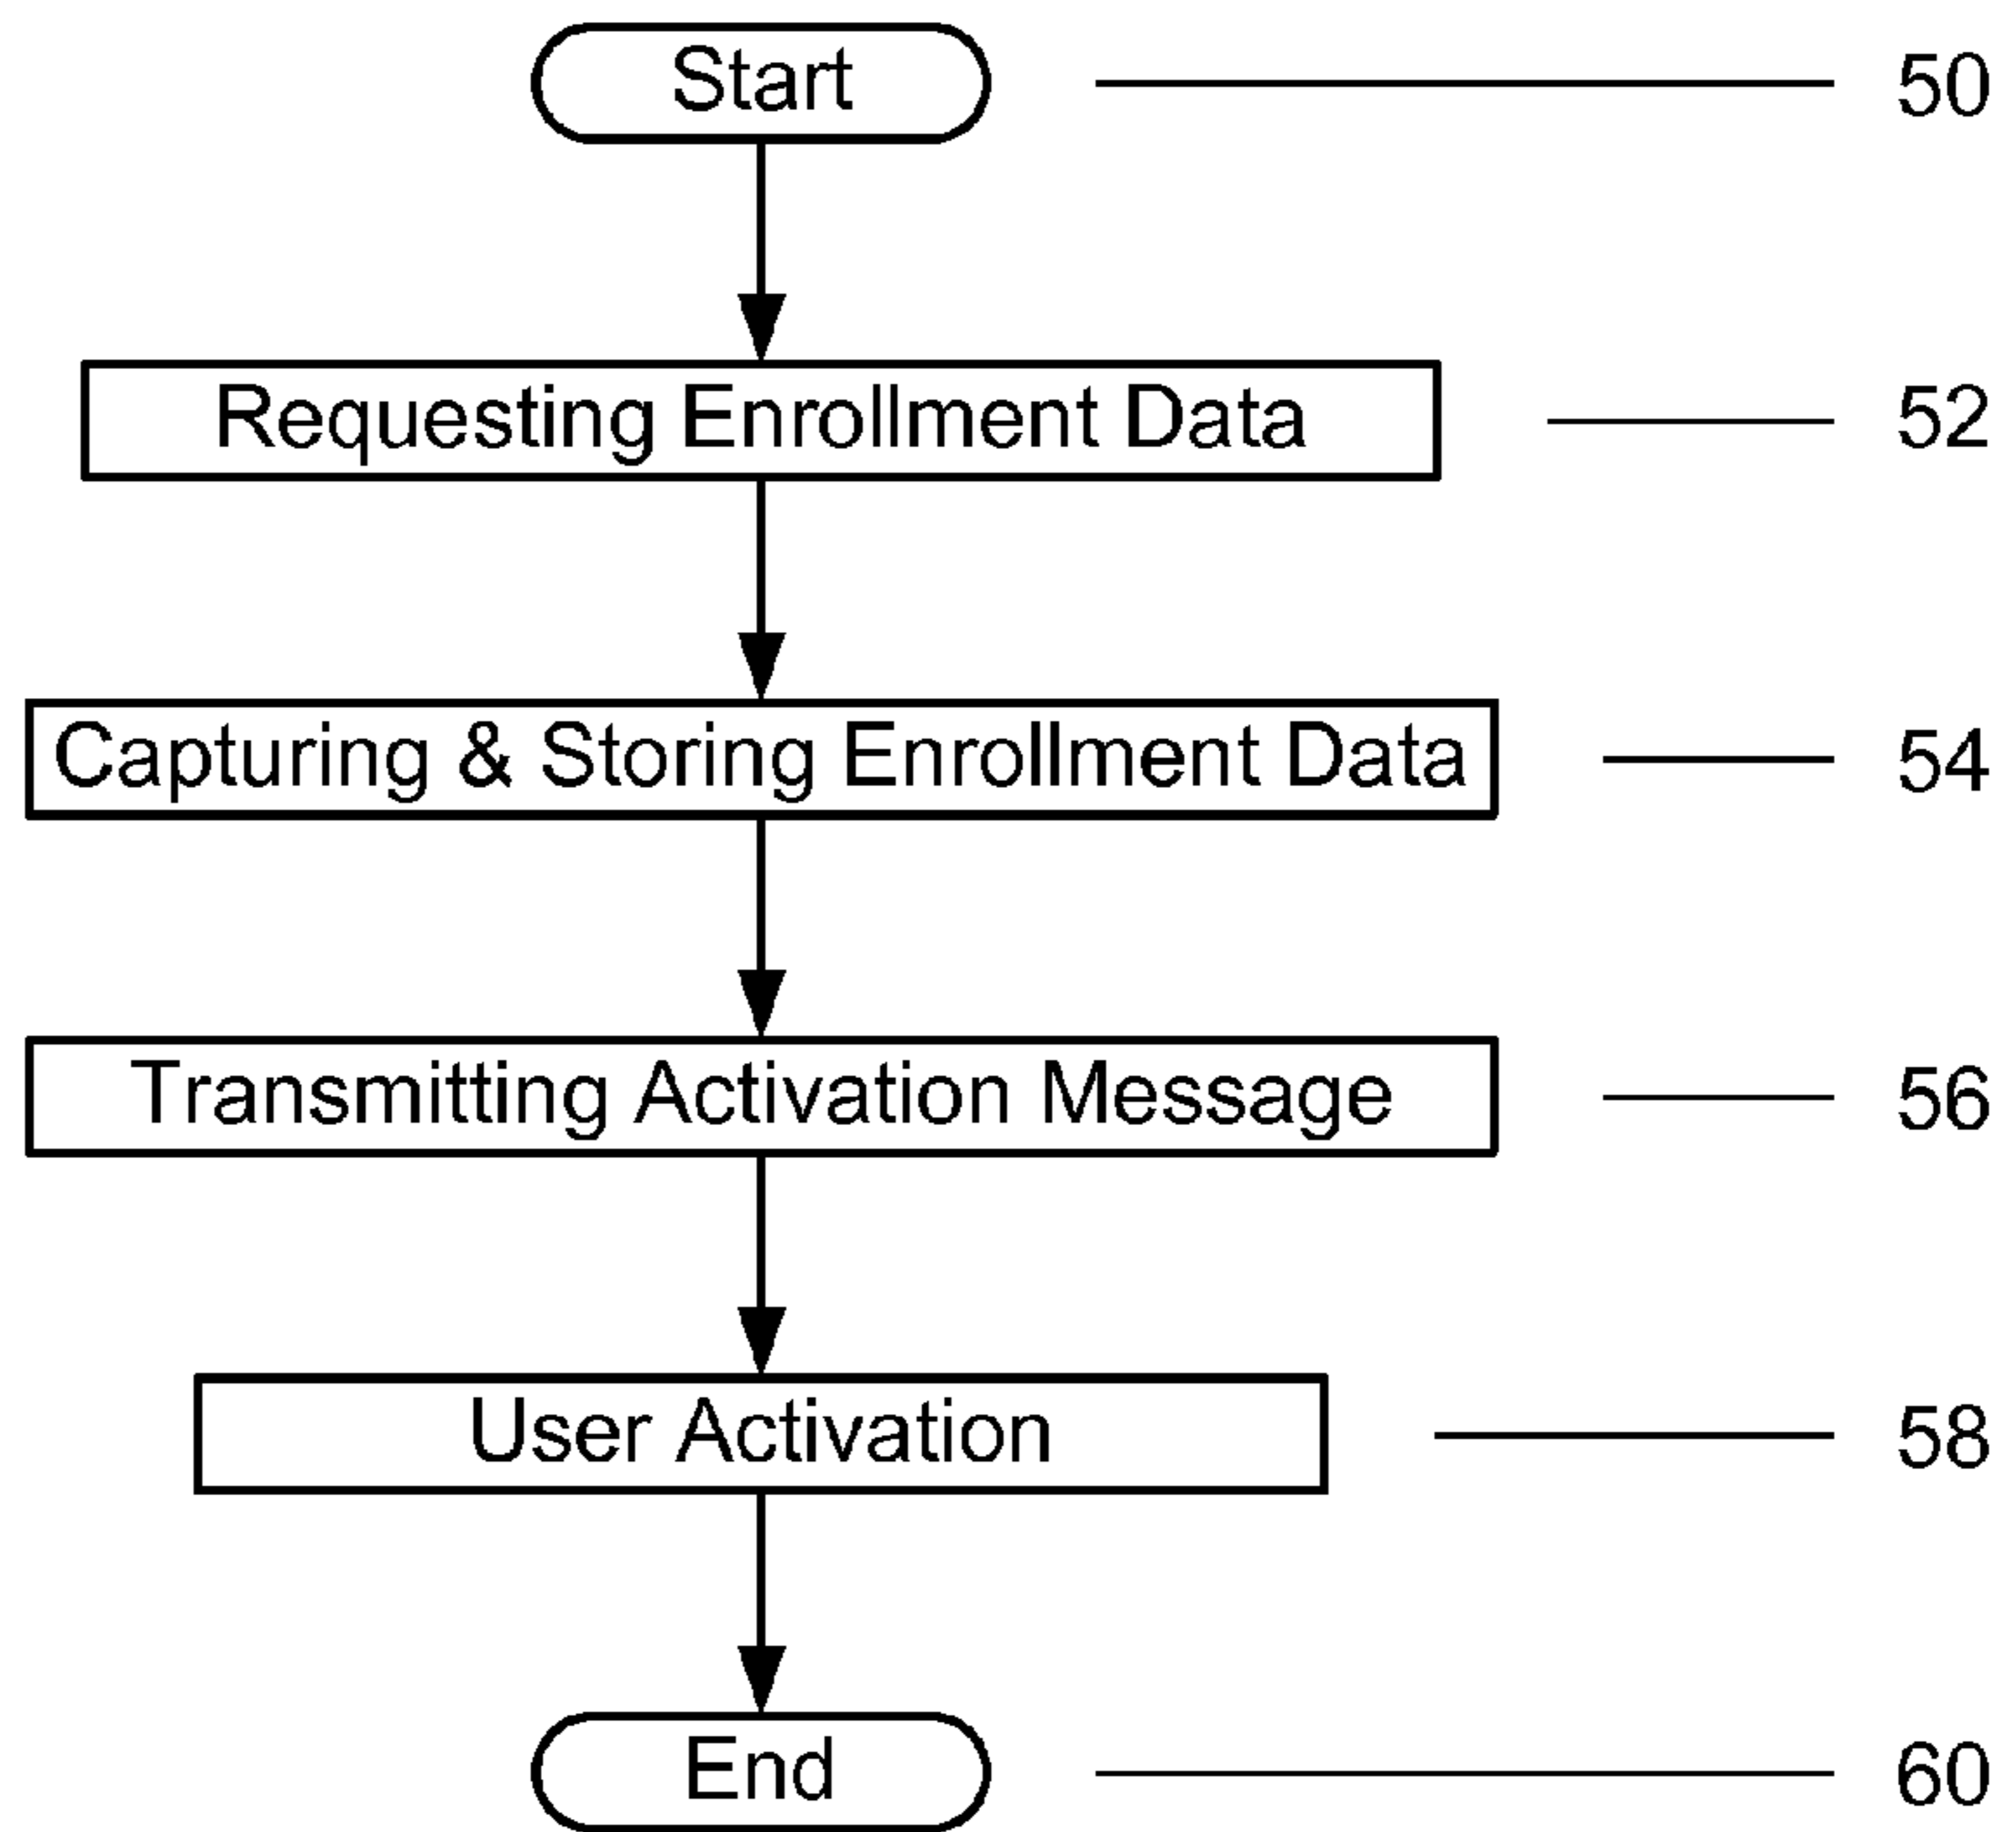 Start 50
Requesting Enrollment Data 52
Capturing & Storing Enrollment Data 54
Transmitting Activation Message 56
User Activation 58
End 60